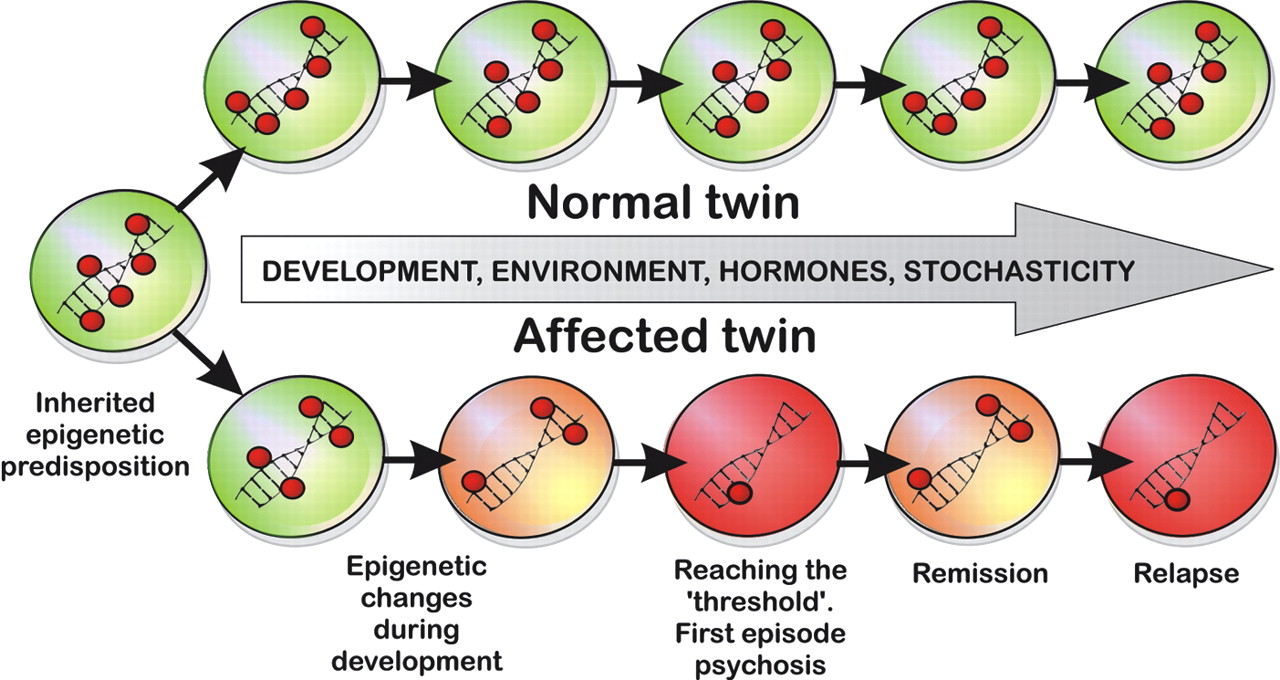 Normal twin
DEVELOPMENT, ENVIRONMENT, HORMONES, STOCHASTICITY
Affected twin
Inherited
epigenetic
predisposition
Epigenetic
changes
during
development
Reaching the
'threshold'.
First episode
psychosis
Remission
Relapse